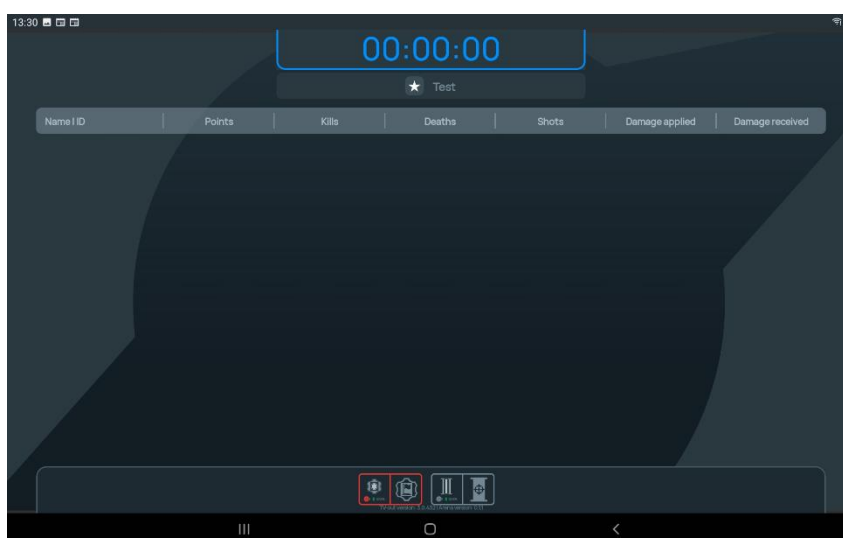 13:30
00:00:00
Test
Name I ID Points Kills Deaths Shots Damage applied Damage received